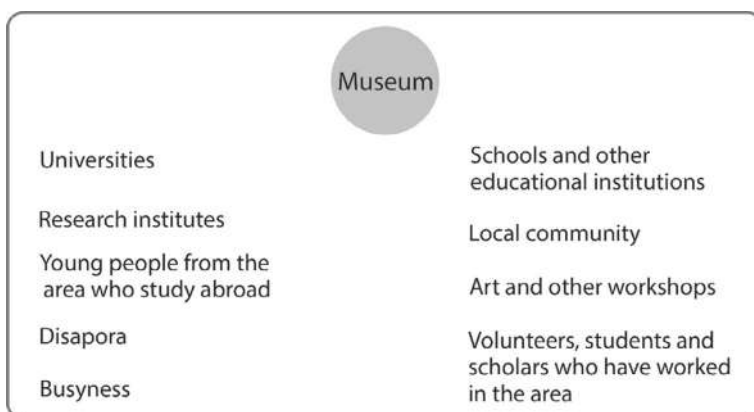 Museum
Universities
Research institutes
Young people from the
area who study abroad
Disapora
Busyness
Schools and other
educational institutions
Local community
Art and other workshops
Volunteers, students and
scholars who have worked
in the area